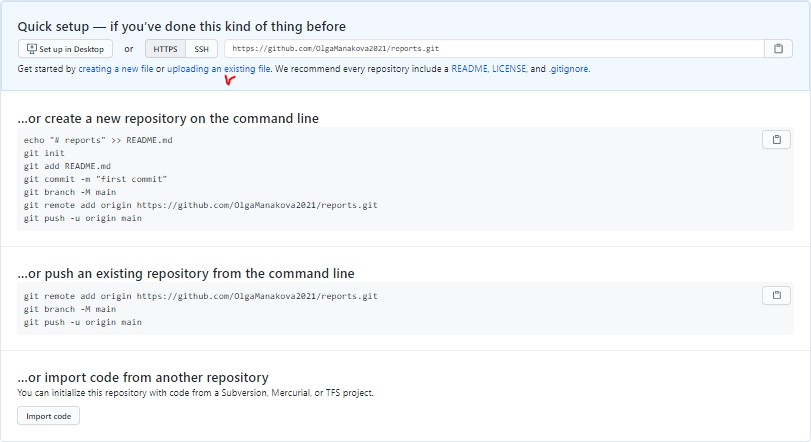 Quick setup — if you've done this kind of thing before
Set up in Desktop or HTTPS SSH https://github.com/OlgaManakova2021/reports.git
Get started by creating a new file or uploading an existing file. We recommend every repository include a README, LICENSE, and .gitignore.
...or create a new repository on the command line
echo "# reports" >> README.md
git init
git add README.md
git commit -m "first commit"
git branch -M main
git remote add origin https://github.com/OlgaManakova2021/reports.git
git push -u origin main
...or push an existing repository from the command line
git remote add origin https://github.com/OlgaManakova2021/reports.git
git branch -M main
git push -u origin main
...or import code from another repository
You can initialize this repository with code from a Subversion, Mercurial, or TFS project.
Import code